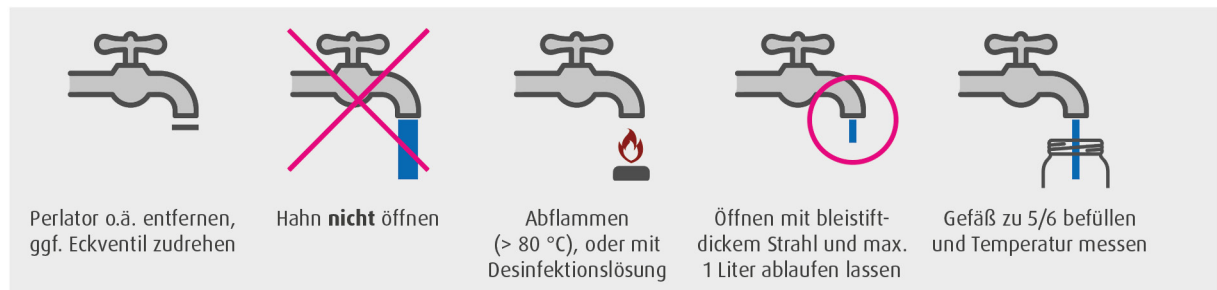 Perlator o.ä. entfernen,
ggf. Eckventil zudrehen
Hahn nicht öffnen
Abflammen
(> 80 °C), oder mit
Desinfektionslösung
Öffnen mit bleistift-
dickem Strahl und max.
1 Liter ablaufen lassen
Gefäß zu 5/6 befüllen
und Temperatur messen